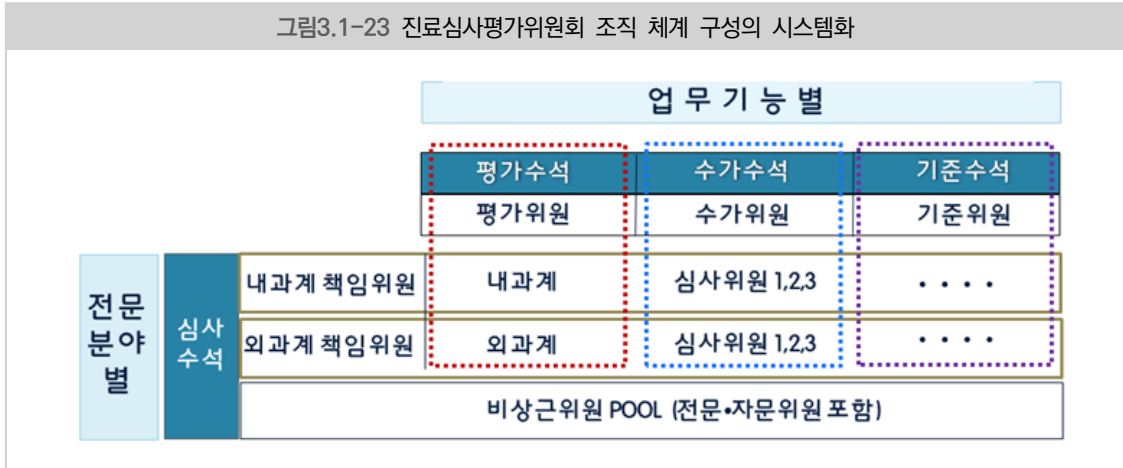 그림3.1-23 진료심사평가위원회 조직 체계 구성의 시스템화
업무기능별
평가수석 수가수석 기준수석
평가위원 수가위원 기준위원
전문
분야
별
심사
수석
내과계 책임위원 내과계 심사위원 1,2,3 • • • •
외과계 책임위원 외과계 심사위원 1,2,3 • • • •
비상근위원 POOL (전문•자문위원 포함)